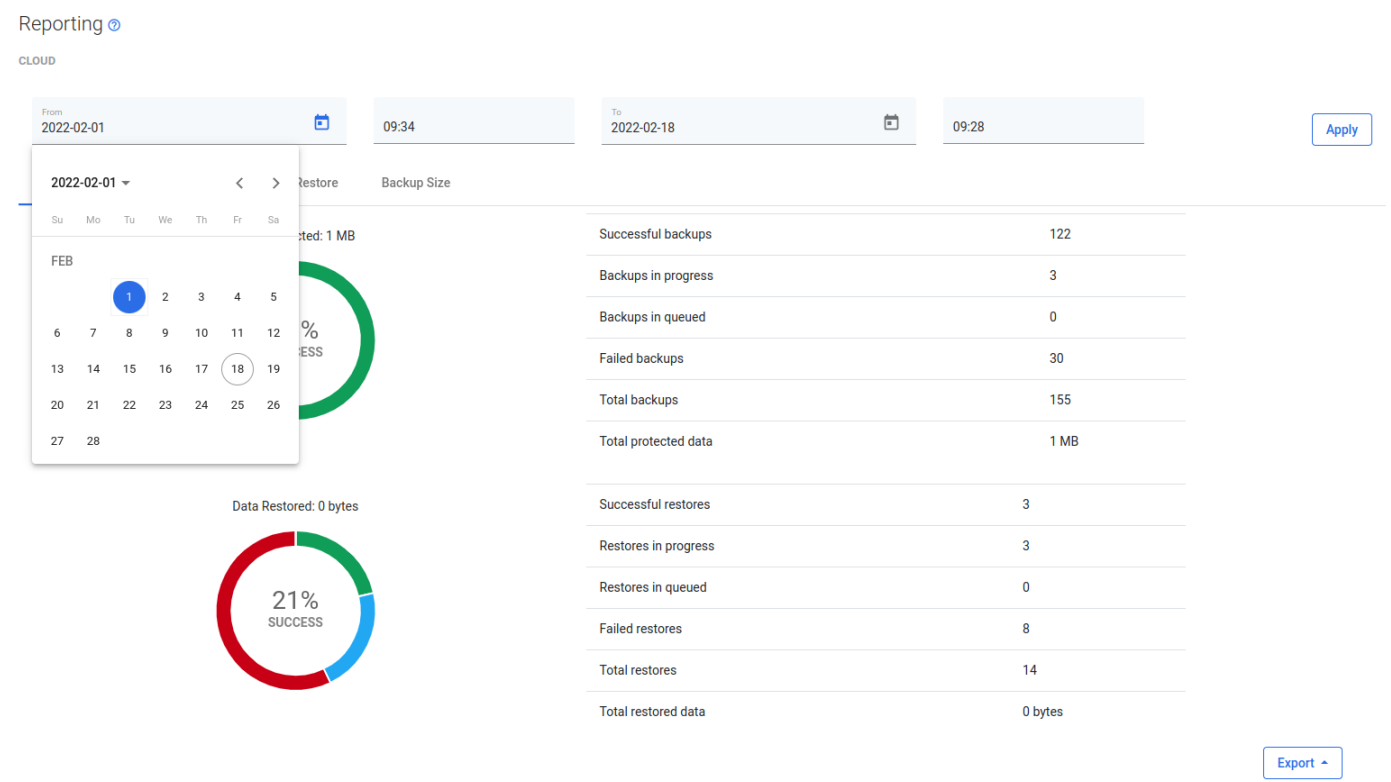 Reporting
CLOUD
From
2022-02-01
09:34
To
2022-02-18
09:28
Apply
2022-02-01
Restore
Backup Size
Su Mo Tu We Th Fr Sa
FEB
1 2 3 4 5
6 7 8 9 10 11 12
13 14 15 16 17 18 19
20 21 22 23 24 25 26
27 28
cted: 1 MB
%
ESS
Successful backups 122
Backups in progress 3
Backups in queued 0
Failed backups 30
Total backups 155
Total protected data 1 MB
Data Restored: 0 bytes
21%
SUCCESS
Successful restores 3
Restores in progress 3
Restores in queued 0
Failed restores 8
Total restores 14
Total restored data 0 bytes
Export